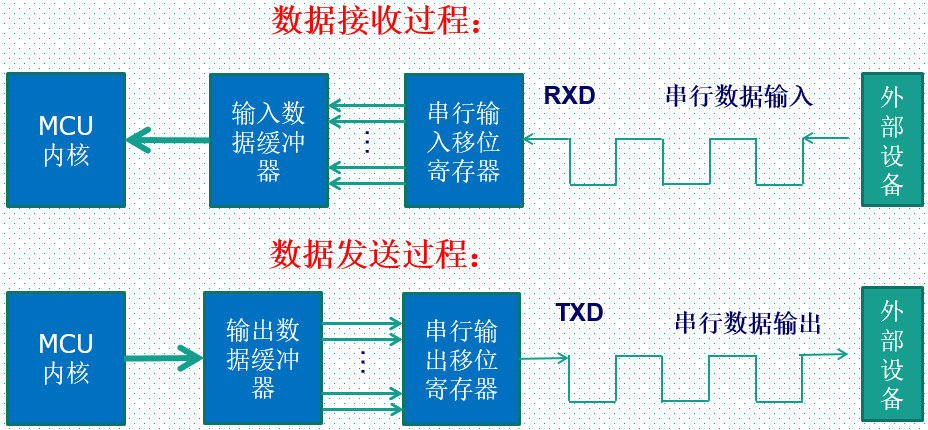 数据接收过程：
MCU
内核
输入数
据缓冲
器
串行输
入移位
寄存器
RXD
串行数据输入
外
部
设
备
数据发送过程：
MCU
内核
输出数
据缓冲
器
串行输
出移位
寄存器
TXD
串行数据输出
外
部
设
备